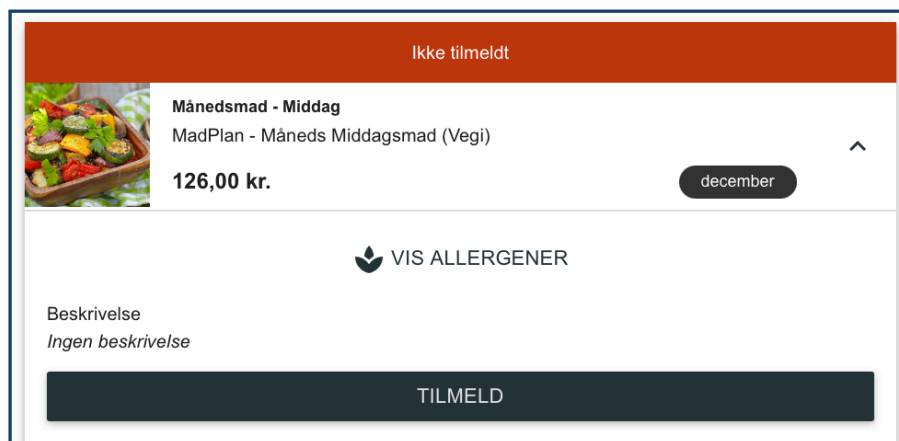 Ikke tilmeldt
Månedsmad - Middag
MadPlan - Måneds Middagsmad (Vegi)
126,00 kr.
december
VIS ALLERGENER
Beskrivelse
Ingen beskrivelse
TILMELD